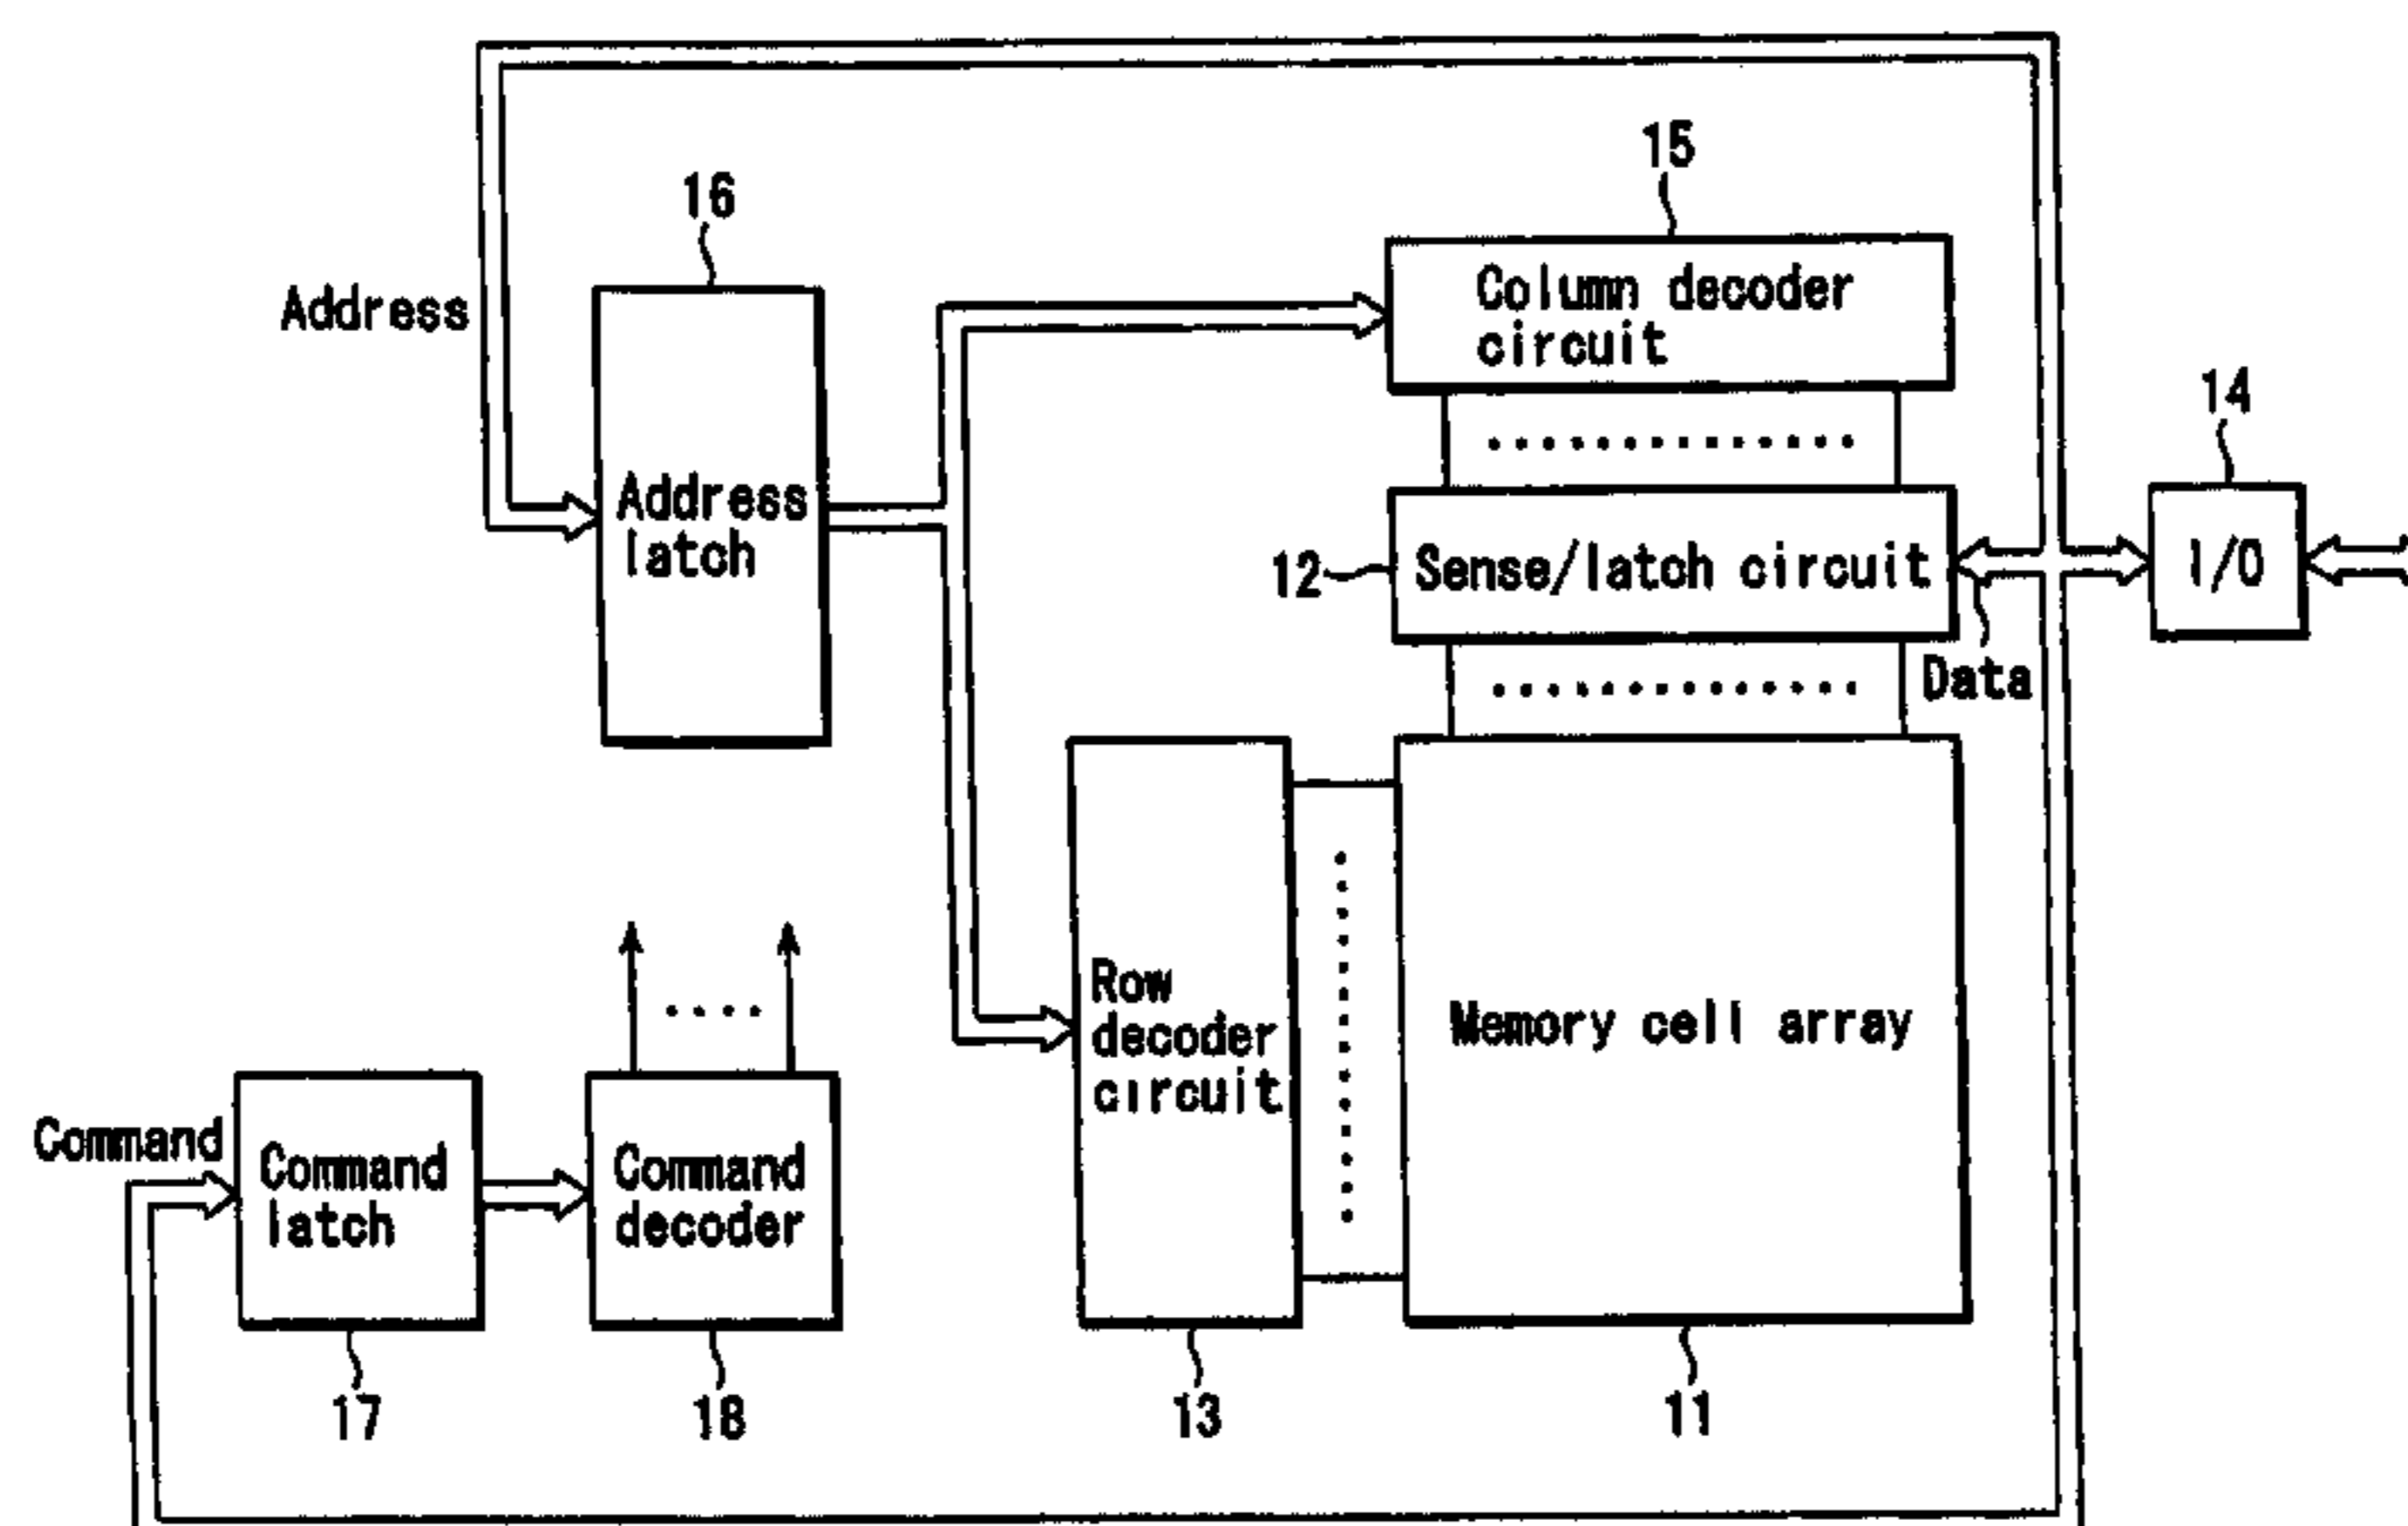 15
16
Address
Column decoder
circuit
14
Address
latch
12
Sense/latch circuit
I/O
Data
Row
decoder
circuit
Memory cell array
Command
Command
latch
Command
decoder
17
18
13
11